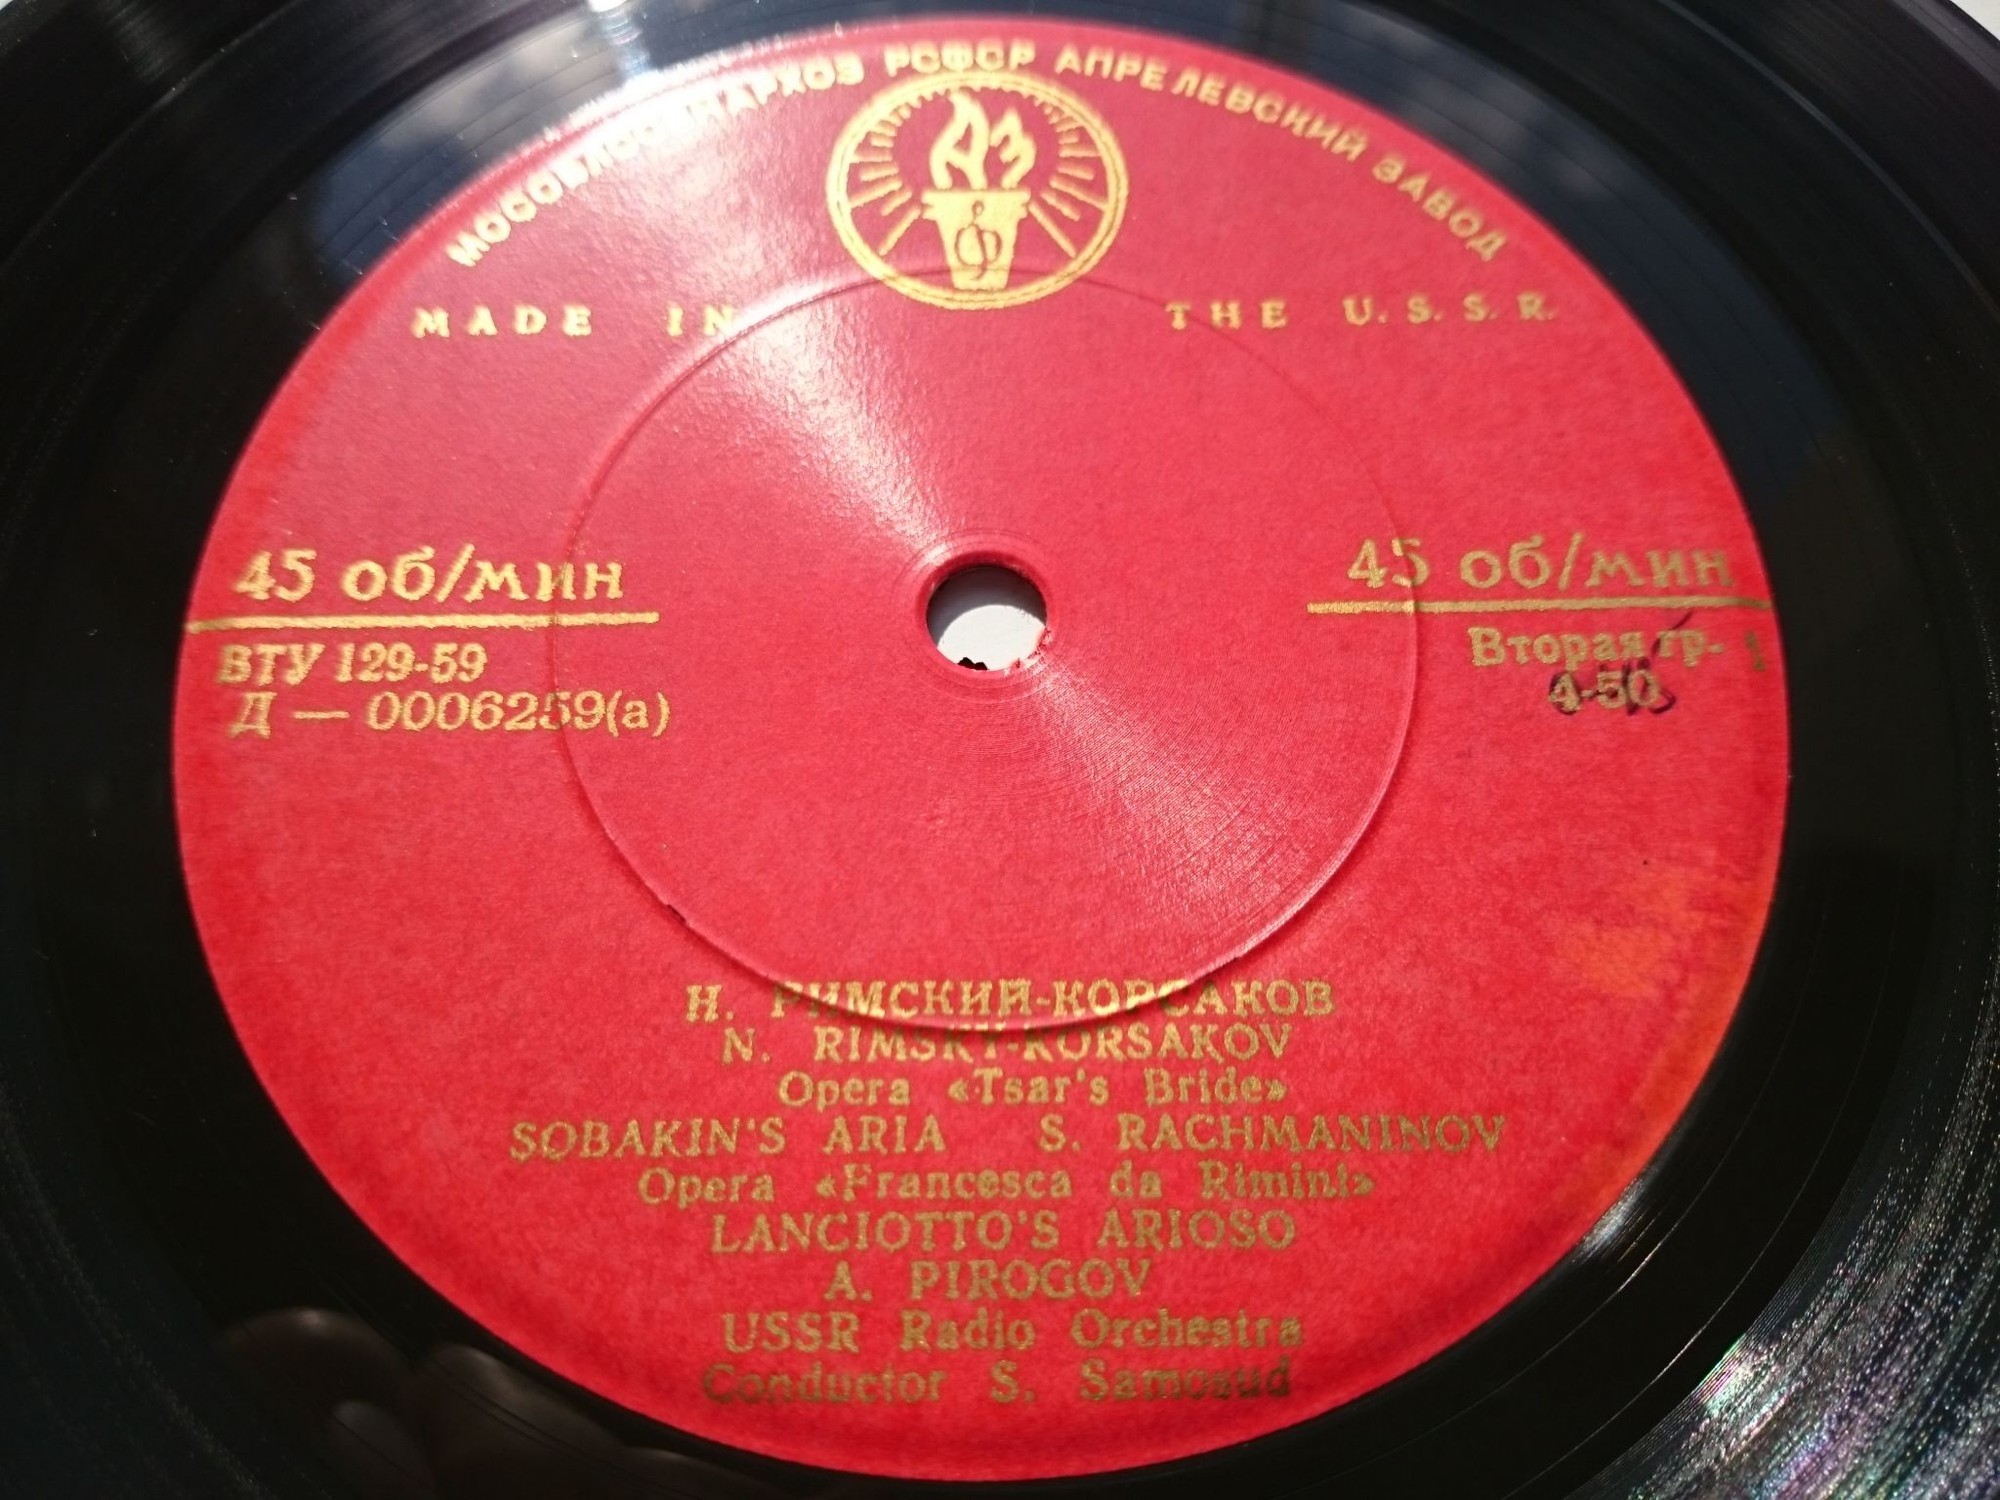 МОСОБЛСОВНАРХОЗ РСФСР АПРЕЛЕВСКИЙ ЗАВОД
АЗ
Ф
MADE IN THE U.S.S.R.
45 об/мин
ВТУ 129-59
Д — 0006259(а)
45 об/мин
Вторая гр-
4-50
Н. РИМСКИЙ-КОРСАКОВ
N. RIMSKY-KORSAKOV
Opera «Tsar's Bride»
SOBAKIN'S ARIA S. RACHMANINOV
Opera «Francesca da Rimini»
LANCIOTTO'S ARIOSO
A. PIROGOV
USSR Radio Orchestra
Conductor S. Samosud